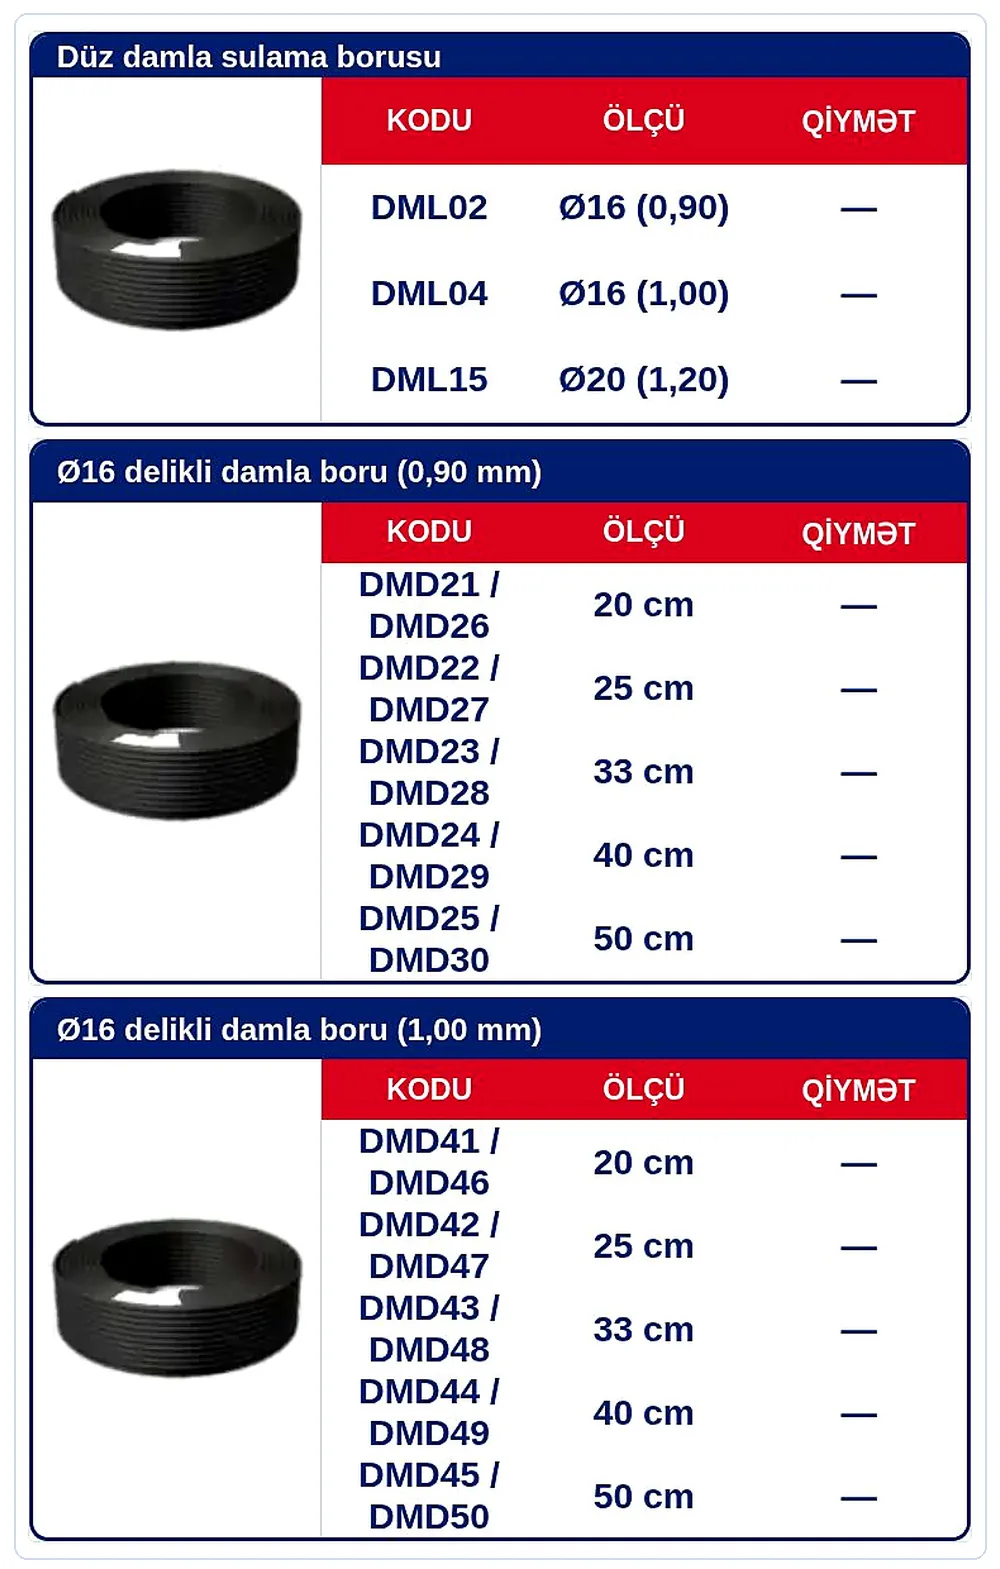 Düz damla sulama borusu
KODU ÖLÇÜ QİYMƏT
DML02 Ø16 (0,90) —
DML04 Ø16 (1,00) —
DML15 Ø20 (1,20) —
Ø16 delikli damla boru (0,90 mm)
KODU ÖLÇÜ QİYMƏT
DMD21 /
DMD26 20 cm —
DMD22 /
DMD27 25 cm —
DMD23 /
DMD28 33 cm —
DMD24 /
DMD29 40 cm —
DMD25 /
DMD30 50 cm —
Ø16 delikli damla boru (1,00 mm)
KODU ÖLÇÜ QİYMƏT
DMD41 /
DMD46 20 cm —
DMD42 /
DMD47 25 cm —
DMD43 /
DMD48 33 cm —
DMD44 /
DMD49 40 cm —
DMD45 /
DMD50 50 cm —